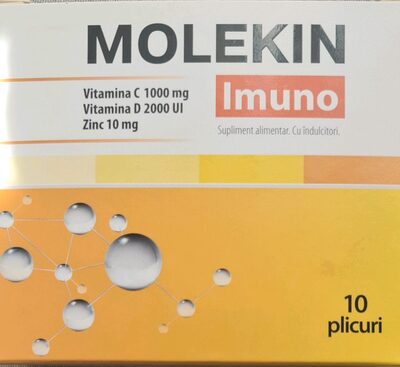 MOLEKIN
Imuno
Vitamina C 1000 mg
Vitamina D 2000 UI
Zinc 10 mg
Supliment alimentar. Cu îndulcitori.
10
plicuri